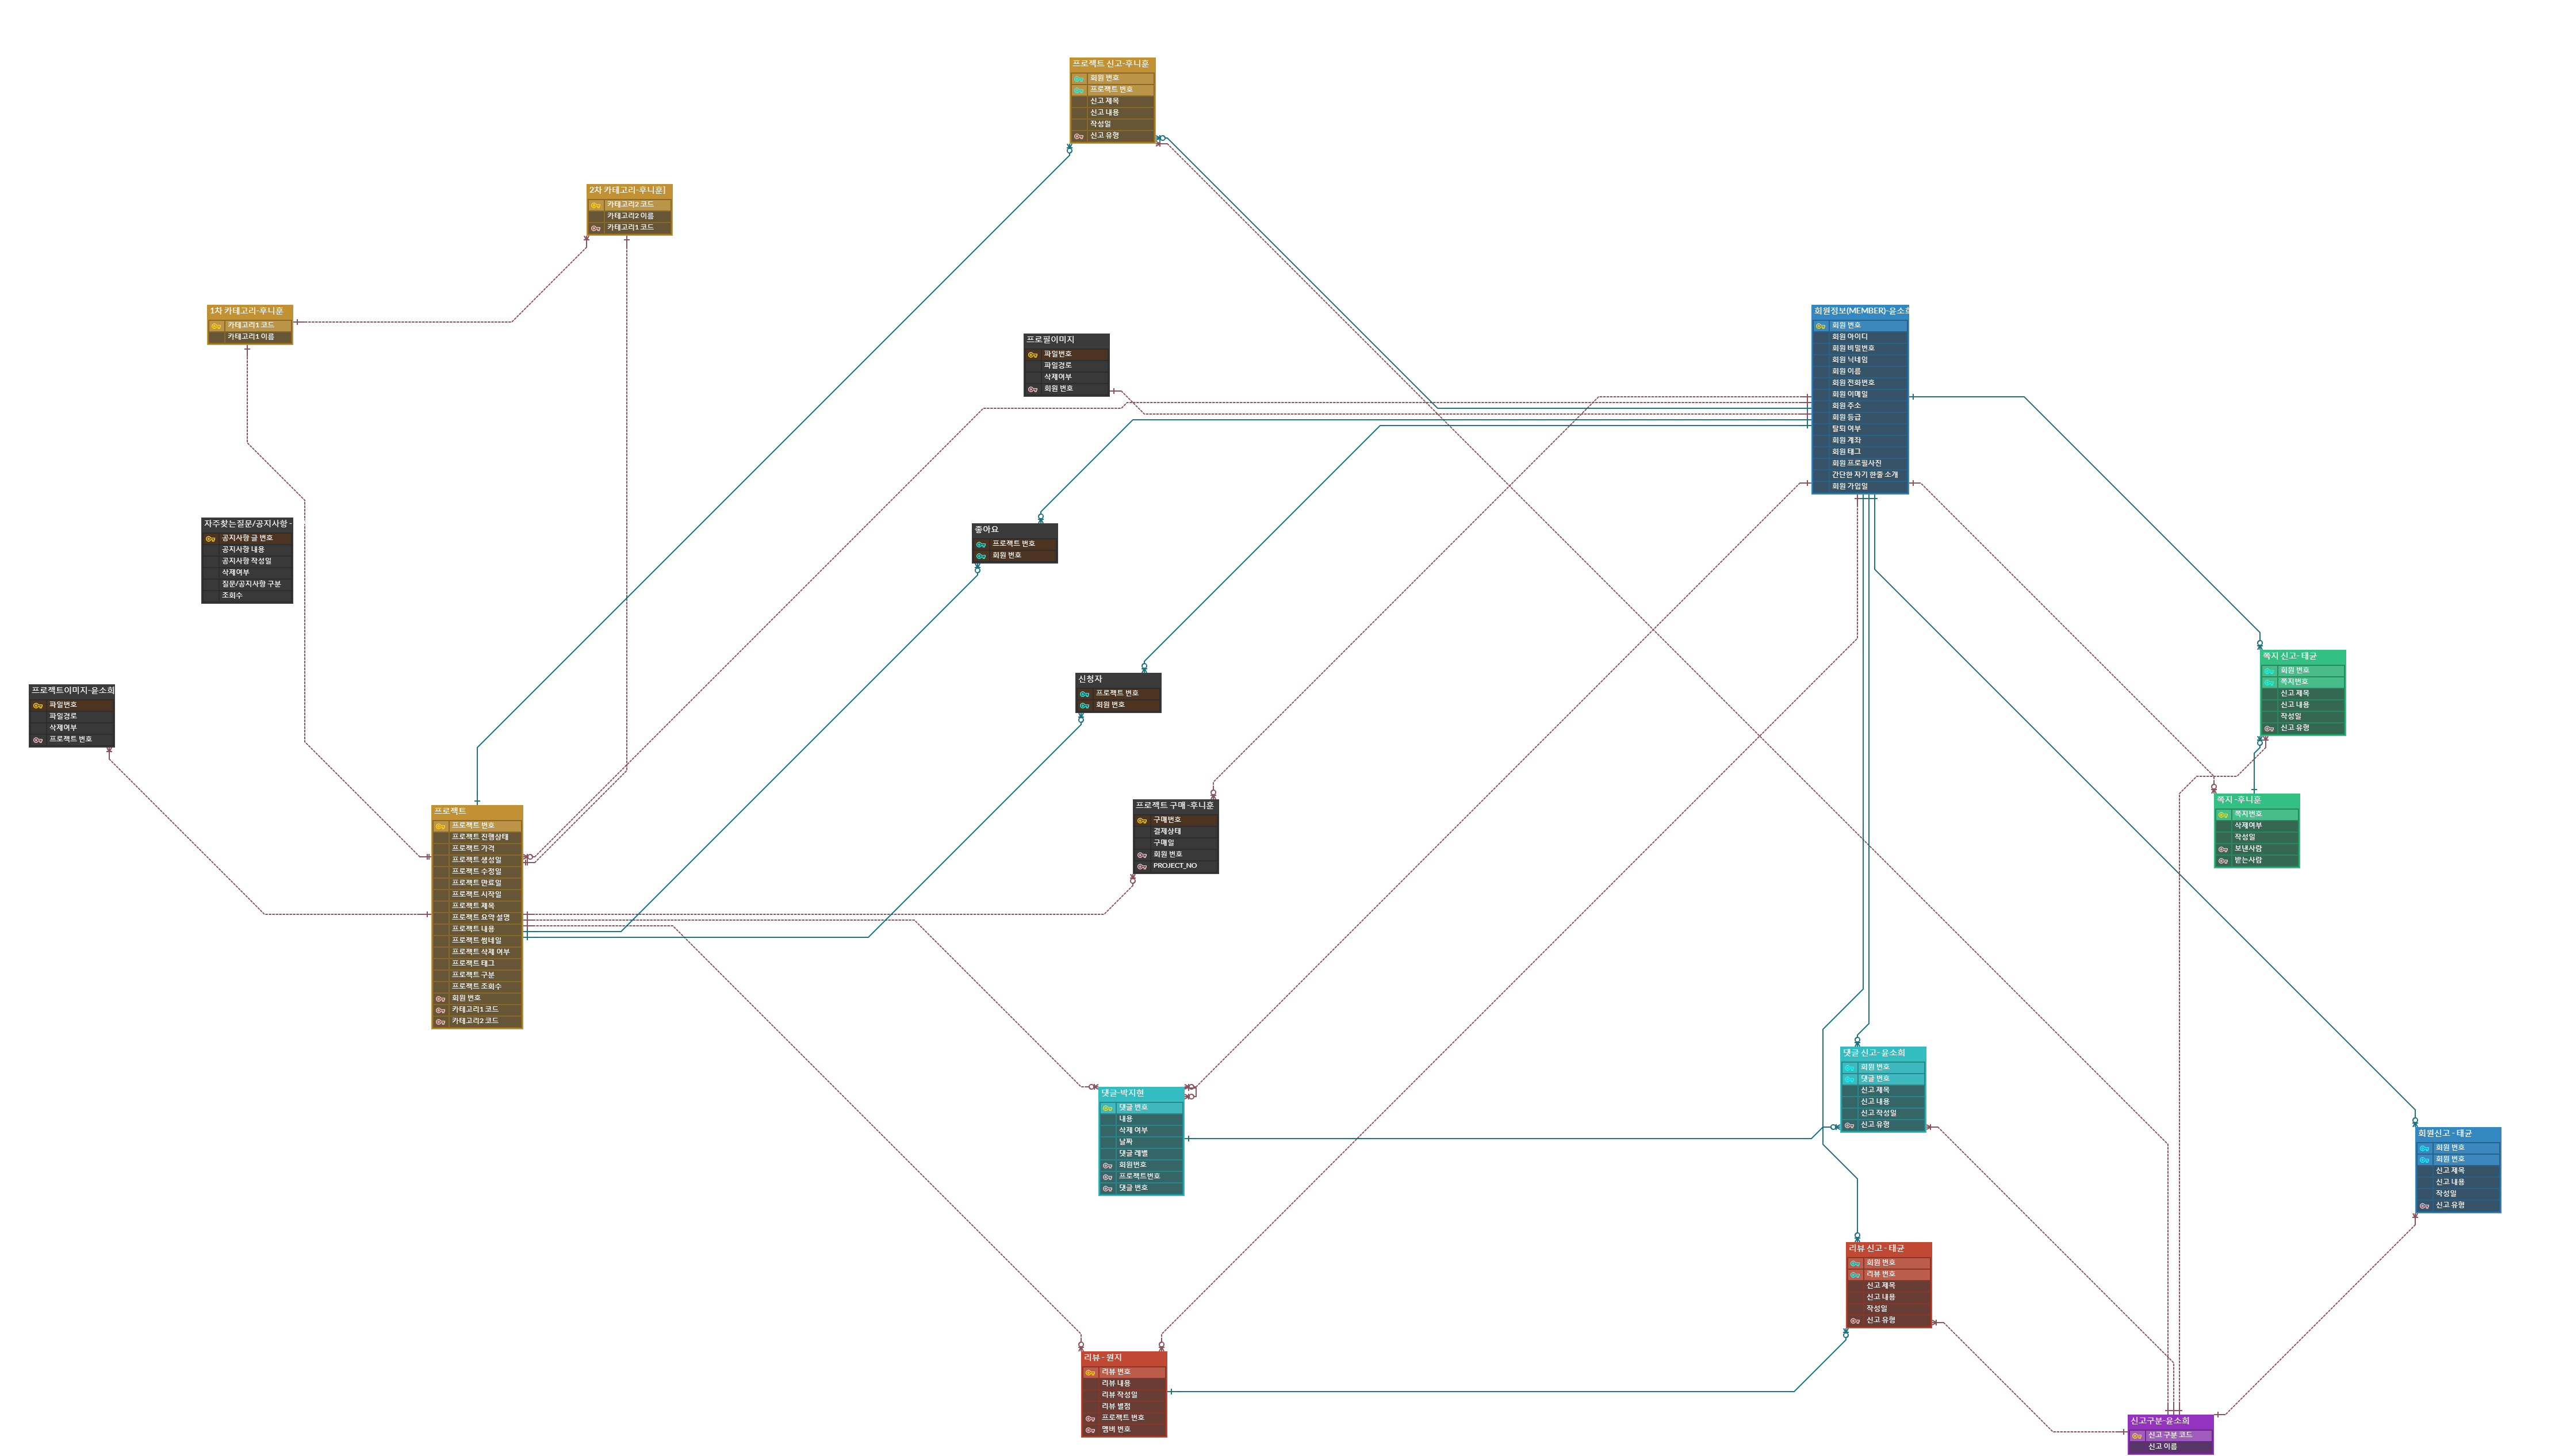 프로젝트 신고-후니훈
회원 번호
프로젝트 번호
신고 제목
신고 내용
작성일
신고 유형
2차 카테고리-후니훈]
카테고리2 코드
카테고리2 이름
카테고리1 코드
1차 카테고리-후니훈
카테고리1 코드
카테고리1 이름
프로필이미지
파일번호
파일경로
삭제여부
회원 번호
회원정보(MEMBER)-윤소희
회원 번호
회원 아이디
회원 비밀번호
회원 닉네임
회원 이름
회원 전화번호
회원 이메일
회원 주소
회원 등급
탈퇴 여부
회원 계좌
회원 태그
회원 프로필사진
간단한 자기 한줄 소개
회원 가입일
자주찾는질문/공지사항 -
공지사항 글 번호
공지사항 내용
공지사항 작성일
삭제여부
질문/공지사항 구분
조회수
좋아요
프로젝트 번호
회원 번호
신청자
프로젝트 번호
회원 번호
쪽지 신고- 태균
회원 번호
쪽지번호
신고 제목
신고 내용
작성일
신고 유형
프로젝트이미지-윤소희
파일번호
파일경로
삭제여부
프로젝트 번호
쪽지 -후니훈
쪽지번호
삭제여부
작성일
보낸사람
받는사람
프로젝트 구매 -후니훈
구매번호
결제상태
구매일
회원 번호
PROJECT_NO
프로젝트
프로젝트 번호
프로젝트 진행상태
프로젝트 가격
프로젝트 생성일
프로젝트 수정일
프로젝트 만료일
프로젝트 시작일
프로젝트 제목
프로젝트 요약 설명
프로젝트 내용
프로젝트 썸네일
프로젝트 삭제 여부
프로젝트 태그
프로젝트 구분
프로젝트 조회수
회원 번호
카테고리1 코드
카테고리2 코드
댓글 신고- 윤소희
회원 번호
댓글 번호
신고 제목
신고 내용
신고 작성일
신고 유형
댓글-박지현
댓글 번호
내용
삭제 여부
날짜
댓글 레벨
회원번호
프로젝트번호
댓글 번호
회원신고 - 태균
회원 번호
회원 번호
신고 제목
신고 내용
작성일
신고 유형
리뷰 신고 - 태균
회원 번호
리뷰 번호
신고 제목
신고 내용
작성일
신고 유형
리뷰 - 원지
리뷰 번호
리뷰 내용
리뷰 작성일
리뷰 별점
프로젝트 번호
멤버 번호
신고구분-윤소희
신고 구분 코드
신고 이름